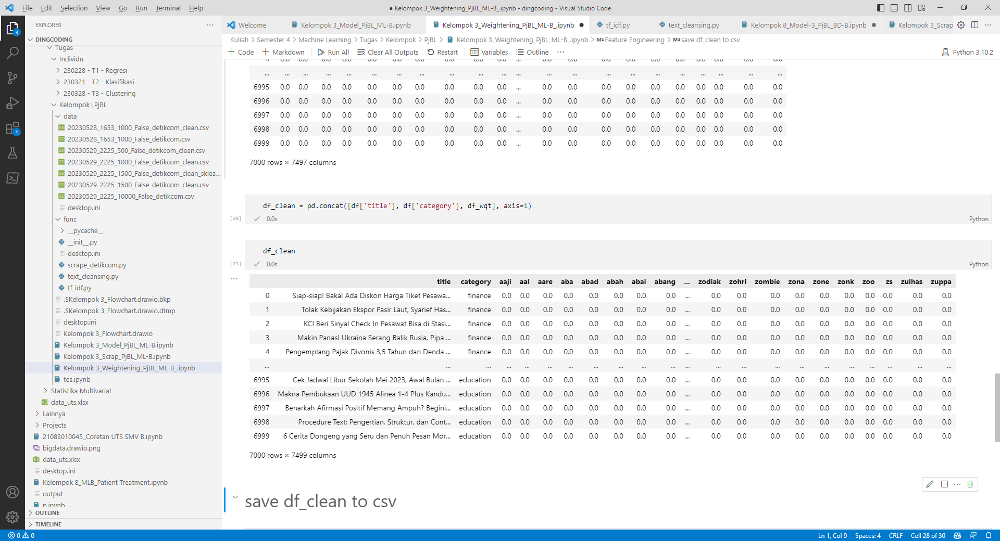 File Edit Selection View Go Run Terminal Help
● Kelompok 3_Weightening_PjBL_ML-B_.ipynb - dingcoding - Visual Studio Code
EXPLORER
Welcome
Kelompok 3_Model_PjBL_ML-B.ipynb
Kelompok 3_Weightening_PjBL_ML-B_.ipynb ●
tf_idf.py
text_cleansing.py
Kelompok 8_Model-3_PjBL_BD-B.ipynb ●
Kelompok 3_Scrap
Kuliah > Semester 4 > Machine Learning > Tugas > Kelompok > PjBL > Kelompok 3_Weightening_PjBL_ML-B_.ipynb > M↓Feature Engineering > M↓save df_clean to csv
+ Code + Markdown Run All Clear All Outputs Restart Variables Outline ...
Python 3.10.2
3
1
DINGCODING
Tugas
Individu
230228 - T1 - Regresi
230321 - T2 - Klasifikasi
230328 - T3 - Clustering
Kelompok \ PjBL
data
20230528_1653_1000_False_detikcom_clean.csv
20230528_1653_1000_False_detikcom.csv
20230529_2225_500_False_detikcom_clean.csv
20230529_2225_1000_False_detikcom_clean.csv
20230529_2225_1500_False_detikcom_clean_sklea...
20230529_2225_1500_False_detikcom_clean.csv
20230529_2225_10000_False_detikcom.csv
desktop.ini
func
__pycache__
__init__.py
desktop.ini
scrape_detikcom.py
text_cleansing.py
tf_idf.py
.$Kelompok 3_Flowchart.drawio.bkp
.$Kelompok 3_Flowchart.drawio.dtmp
desktop.ini
Kelompok 3_Flowchart.drawio
Kelompok 3_Model_PjBL_ML-B.ipynb
Kelompok 3_Scrap_PjBL_ML-B.ipynb
Kelompok 3_Weightening_PjBL_ML-B_.ipynb
tes.ipynb
Statistika Multivariat
data_uts.xlsx
Lainnya
Projects
21083010045_Coretan UTS SMV B.ipynb
bigdata.drawio.png
data_uts.xlsx
desktop.ini
Kelompok 8_MLB_Patient Treatment.ipynb
output
n.ipynb
OUTLINE
TIMELINE
4 0.0 0.0 0.0 0.0 0.0 0.0 0.0 0.0 0.0 0.0 ... 0.0 0.0 0.0 0.0 0.0 0.0 0.0 0.0 0.0 0.0
... ... ... ... ... ... ... ... ... ... ... ... ... ... ... ... ... ... ... ... ... ...
6995 0.0 0.0 0.0 0.0 0.0 0.0 0.0 0.0 0.0 0.0 ... 0.0 0.0 0.0 0.0 0.0 0.0 0.0 0.0 0.0 0.0
6996 0.0 0.0 0.0 0.0 0.0 0.0 0.0 0.0 0.0 0.0 ... 0.0 0.0 0.0 0.0 0.0 0.0 0.0 0.0 0.0 0.0
6997 0.0 0.0 0.0 0.0 0.0 0.0 0.0 0.0 0.0 0.0 ... 0.0 0.0 0.0 0.0 0.0 0.0 0.0 0.0 0.0 0.0
6998 0.0 0.0 0.0 0.0 0.0 0.0 0.0 0.0 0.0 0.0 ... 0.0 0.0 0.0 0.0 0.0 0.0 0.0 0.0 0.0 0.0
6999 0.0 0.0 0.0 0.0 0.0 0.0 0.0 0.0 0.0 0.0 ... 0.0 0.0 0.0 0.0 0.0 0.0 0.0 0.0 0.0 0.0
7000 rows × 7497 columns
df_clean = pd.concat([df['title'], df['category'], df_wqt], axis=1)
[20] ✓ 0.0s Python
df_clean
[21] ✓ 0.0s Python
...
title category aaji aal aare aba abad abah abai abang ... zodiak zohri zombie zona zone zonk zoo zs zulhas zuppa
0 Siap-siap! Bakal Ada Diskon Harga Tiket Pesawa... finance 0.0 0.0 0.0 0.0 0.0 0.0 0.0 0.0 ... 0.0 0.0 0.0 0.0 0.0 0.0 0.0 0.0 0.0 0.0
1 Tolak Kebijakan Ekspor Pasir Laut, Syarief Has... finance 0.0 0.0 0.0 0.0 0.0 0.0 0.0 0.0 ... 0.0 0.0 0.0 0.0 0.0 0.0 0.0 0.0 0.0 0.0
2 KCI Beri Sinyal Check In Pesawat Bisa di Stasi... finance 0.0 0.0 0.0 0.0 0.0 0.0 0.0 0.0 ... 0.0 0.0 0.0 0.0 0.0 0.0 0.0 0.0 0.0 0.0
3 Makin Panas! Ukraina Serang Balik Rusia, Pipa ... finance 0.0 0.0 0.0 0.0 0.0 0.0 0.0 0.0 ... 0.0 0.0 0.0 0.0 0.0 0.0 0.0 0.0 0.0 0.0
4 Pengemplang Pajak Divonis 3,5 Tahun dan Denda ... finance 0.0 0.0 0.0 0.0 0.0 0.0 0.0 0.0 ... 0.0 0.0 0.0 0.0 0.0 0.0 0.0 0.0 0.0 0.0
... ... ... ... ... ... ... ... ... ... ... ... ... ... ... ... ... ... ... ... ... ...
6995 Cek Jadwal Libur Sekolah Mei 2023, Awal Bulan ... education 0.0 0.0 0.0 0.0 0.0 0.0 0.0 0.0 ... 0.0 0.0 0.0 0.0 0.0 0.0 0.0 0.0 0.0 0.0
6996 Makna Pembukaan UUD 1945 Alinea 1-4 Plus Kandu... education 0.0 0.0 0.0 0.0 0.0 0.0 0.0 0.0 ... 0.0 0.0 0.0 0.0 0.0 0.0 0.0 0.0 0.0 0.0
6997 Benarkah Afirmasi Positif Memang Ampuh? Begini... education 0.0 0.0 0.0 0.0 0.0 0.0 0.0 0.0 ... 0.0 0.0 0.0 0.0 0.0 0.0 0.0 0.0 0.0 0.0
6998 Procedure Text: Pengertian, Struktur, dan Cont... education 0.0 0.0 0.0 0.0 0.0 0.0 0.0 0.0 ... 0.0 0.0 0.0 0.0 0.0 0.0 0.0 0.0 0.0 0.0
6999 6 Cerita Dongeng yang Seru dan Penuh Pesan Mor... education 0.0 0.0 0.0 0.0 0.0 0.0 0.0 0.0 ... 0.0 0.0 0.0 0.0 0.0 0.0 0.0 0.0 0.0 0.0
7000 rows × 7499 columns
save df_clean to csv
0 0
Ln 1, Col 9 Spaces: 4 CRLF Cell 28 of 30